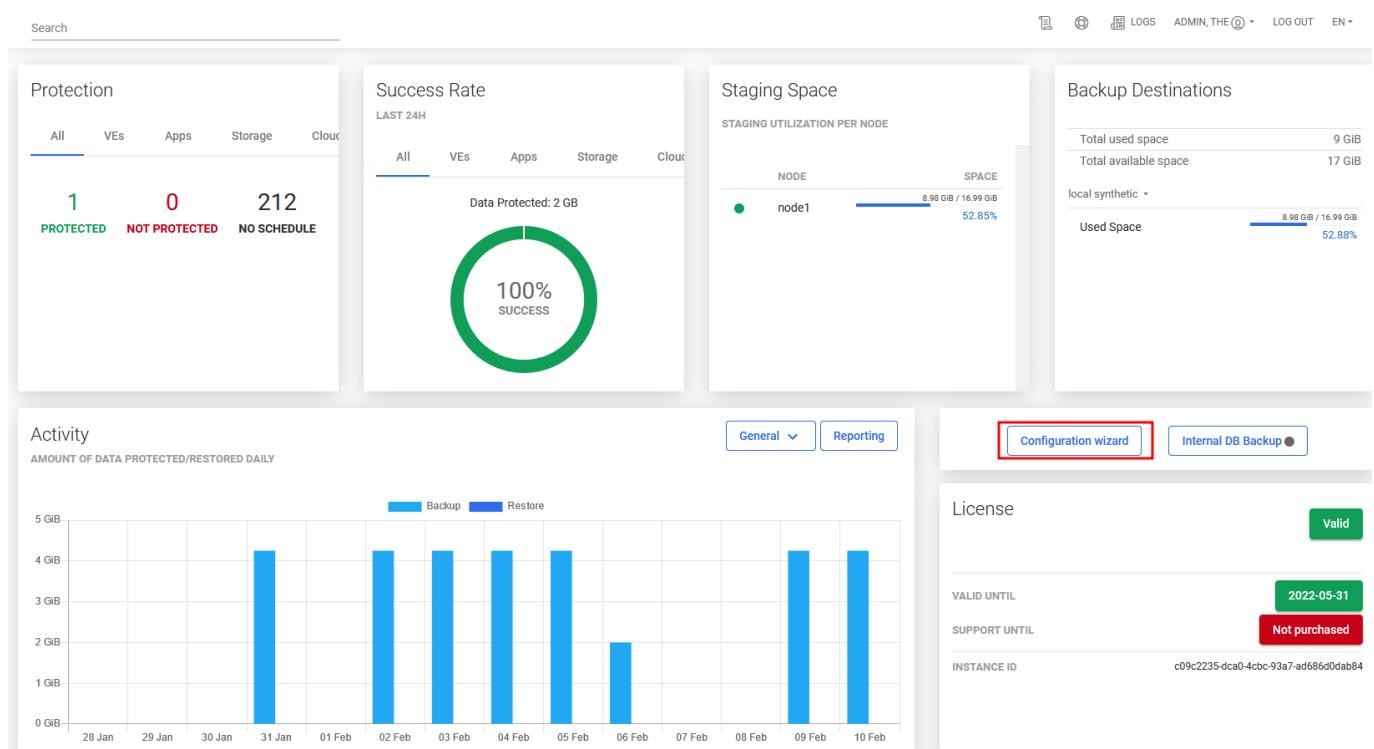 Search
LOGS
ADMIN, THE
LOG OUT
EN
Protection
All VEs Apps Storage Cloud
1 0 212
PROTECTED NOT PROTECTED NO SCHEDULE
Success Rate
LAST 24H
All VEs Apps Storage Cloud
Data Protected: 2 GB
100%
SUCCESS
Staging Space
STAGING UTILIZATION PER NODE
NODE SPACE
node1 8.98 GiB / 16.99 GiB
52.85%
Backup Destinations
Total used space 9 GiB
Total available space 17 GiB
local synthetic
Used Space 8.98 GiB / 16.99 GiB
52.88%
Activity
AMOUNT OF DATA PROTECTED/RESTORED DAILY
General
Reporting
Backup Restore
5 GiB
4 GiB
3 GiB
2 GiB
1 GiB
0 GiB
28 Jan 29 Jan 30 Jan 31 Jan 01 Feb 02 Feb 03 Feb 04 Feb 05 Feb 06 Feb 07 Feb 08 Feb 09 Feb 10 Feb
Configuration wizard
Internal DB Backup
License
Valid
VALID UNTIL 2022-05-31
SUPPORT UNTIL Not purchased
INSTANCE ID c09c2235-dca0-4cbc-93a7-ad686d0dab84